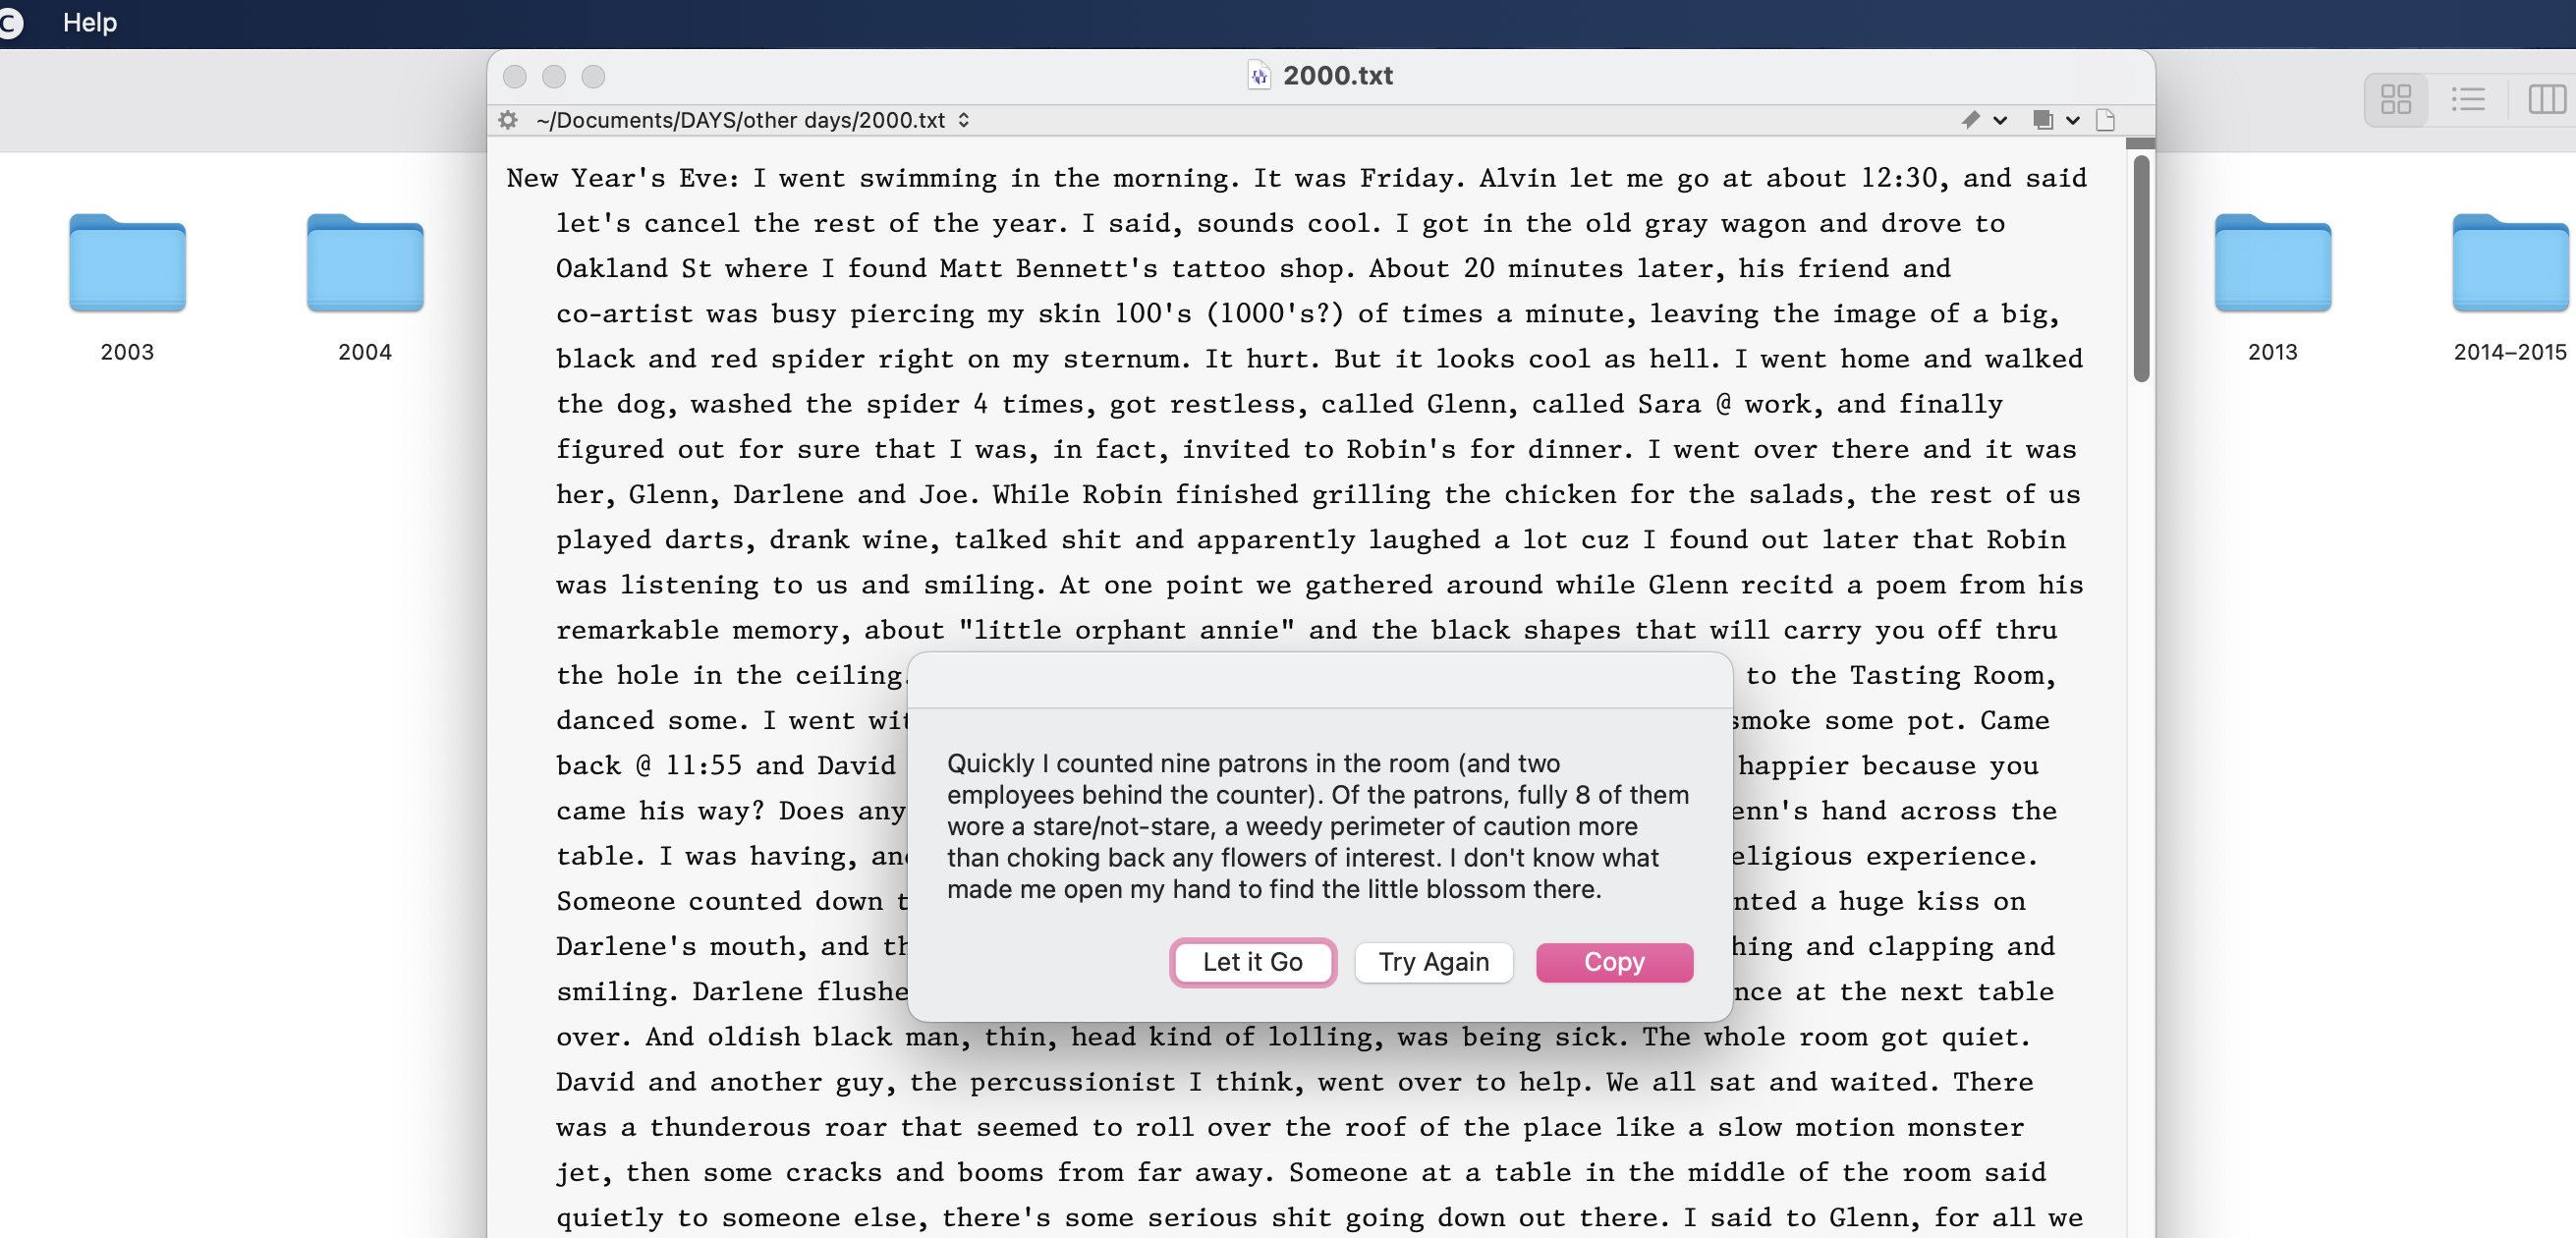 C Help
2000.txt
~/Documents/DAYS/other days/2000.txt
2003
2004
2013
2014–2015
New Year's Eve: I went swimming in the morning. It was Friday. Alvin let me go at about 12:30, and said
let's cancel the rest of the year. I said, sounds cool. I got in the old gray wagon and drove to
Oakland St where I found Matt Bennett's tattoo shop. About 20 minutes later, his friend and
co-artist was busy piercing my skin 100's (1000's?) of times a minute, leaving the image of a big,
black and red spider right on my sternum. It hurt. But it looks cool as hell. I went home and walked
the dog, washed the spider 4 times, got restless, called Glenn, called Sara @ work, and finally
figured out for sure that I was, in fact, invited to Robin's for dinner. I went over there and it was
her, Glenn, Darlene and Joe. While Robin finished grilling the chicken for the salads, the rest of us
played darts, drank wine, talked shit and apparently laughed a lot cuz I found out later that Robin
was listening to us and smiling. At one point we gathered around while Glenn recitd a poem from his
remarkable memory, about "little orphant annie" and the black shapes that will carry you off thru
the hole in the ceiling. to the Tasting Room,
danced some. I went smoke some pot. Came
back @ 11:55 and David happier because you
came his way? Does any hand across the
table. I was having, experience.
Someone counted down a huge kiss on
Darlene's mouth, and and clapping and
smiling. Darlene at the next table
over. And oldish black man, thin, head kind of lolling, was being sick. The whole room got quiet.
David and another guy, the percussionist I think, went over to help. We all sat and waited. There
was a thunderous roar that seemed to roll over the roof of the place like a slow motion monster
jet, then some cracks and booms from far away. Someone at a table in the middle of the room said
quietly to someone else, there's some serious shit going down out there. I said to Glenn, for all we
Quickly I counted nine patrons in the room (and two
employees behind the counter). Of the patrons, fully 8 of them
wore a stare/not-stare, a weedy perimeter of caution more
than choking back any flowers of interest. I don't know what
made me open my hand to find the little blossom there.
Let it Go
Try Again
Copy